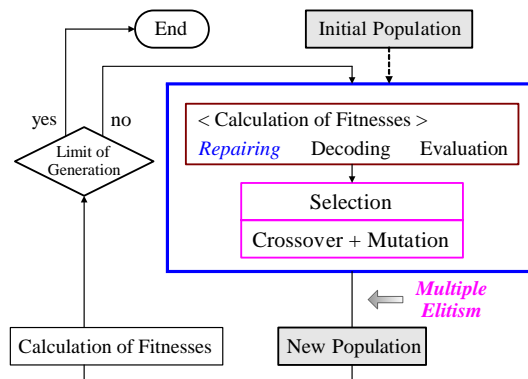 End
Initial Population
yes
no
Limit of
Generation
< Calculation of Fitnesses >
Repairing Decoding Evaluation
Selection
Crossover + Mutation
Multiple
Elitism
Calculation of Fitnesses
New Population